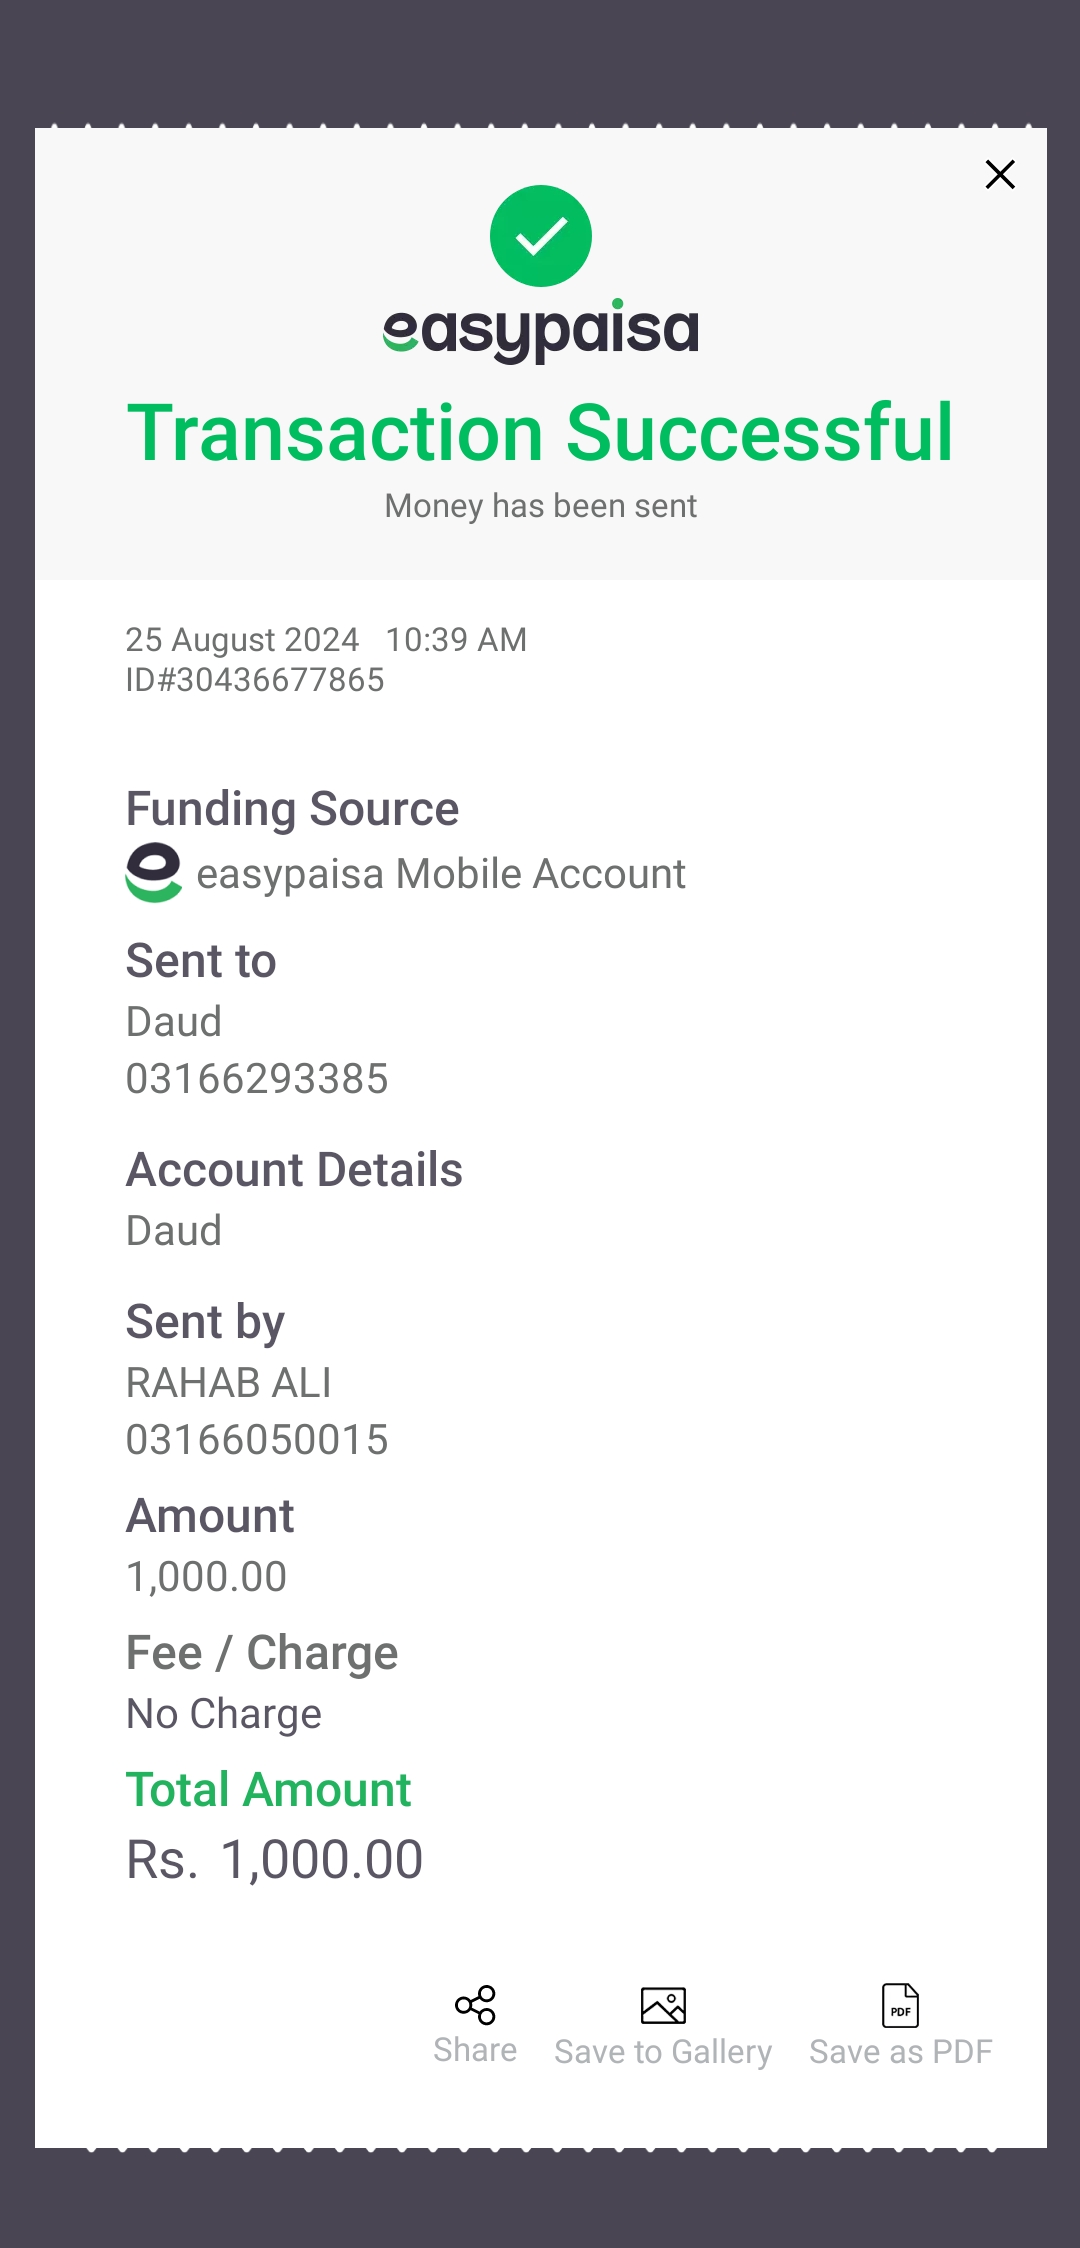 easypaisa
Transaction Successful
Money has been sent
25 August 2024 10:39 AM
ID#30436677865
Funding Source
easypaisa Mobile Account
Sent to
Daud
03166293385
Account Details
Daud
Sent by
RAHAB ALI
03166050015
Amount
1,000.00
Fee / Charge
No Charge
Total Amount
Rs. 1,000.00
PDF
Share Save to Gallery Save as PDF